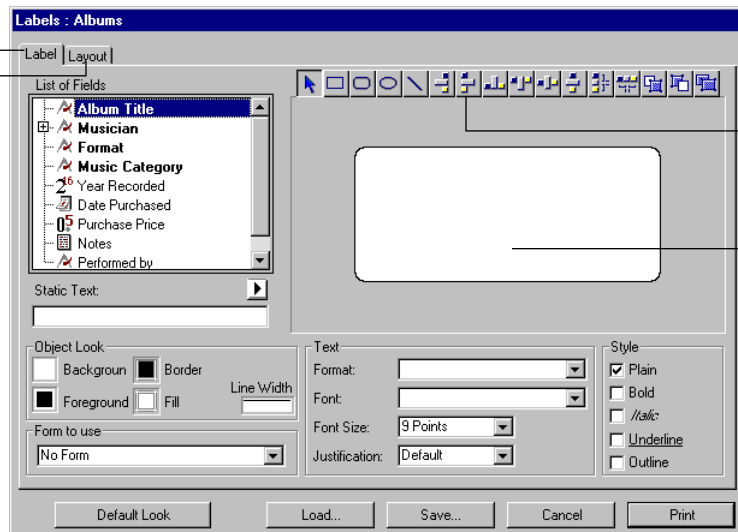 Labels : Albums
Label Layout
List of Fields
Album Title
Musician
Format
Music Category
2¹⁶ Year Recorded
Date Purchased
0.5 Purchase Price
Notes
Performed by
Static Text:
Object Look
Backgroun Border
Foreground Fill
Line Width
Form to use
No Form
Text
Format:
Font:
Font Size: 9 Points
Justification: Default
Style
Plain
Bold
Italic
Underline
Outline
Default Look Load... Save... Cancel Print